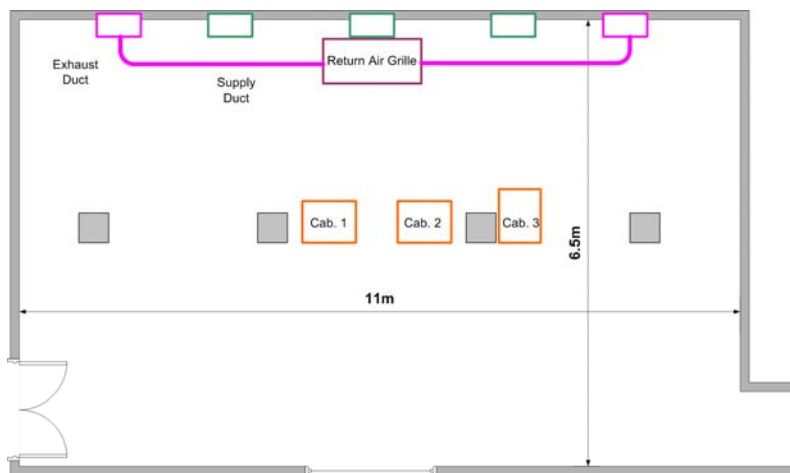 Exhaust
Duct
Supply
Duct
Return Air Grille
Cab. 1
Cab. 2
Cab. 3
6.5m
11m